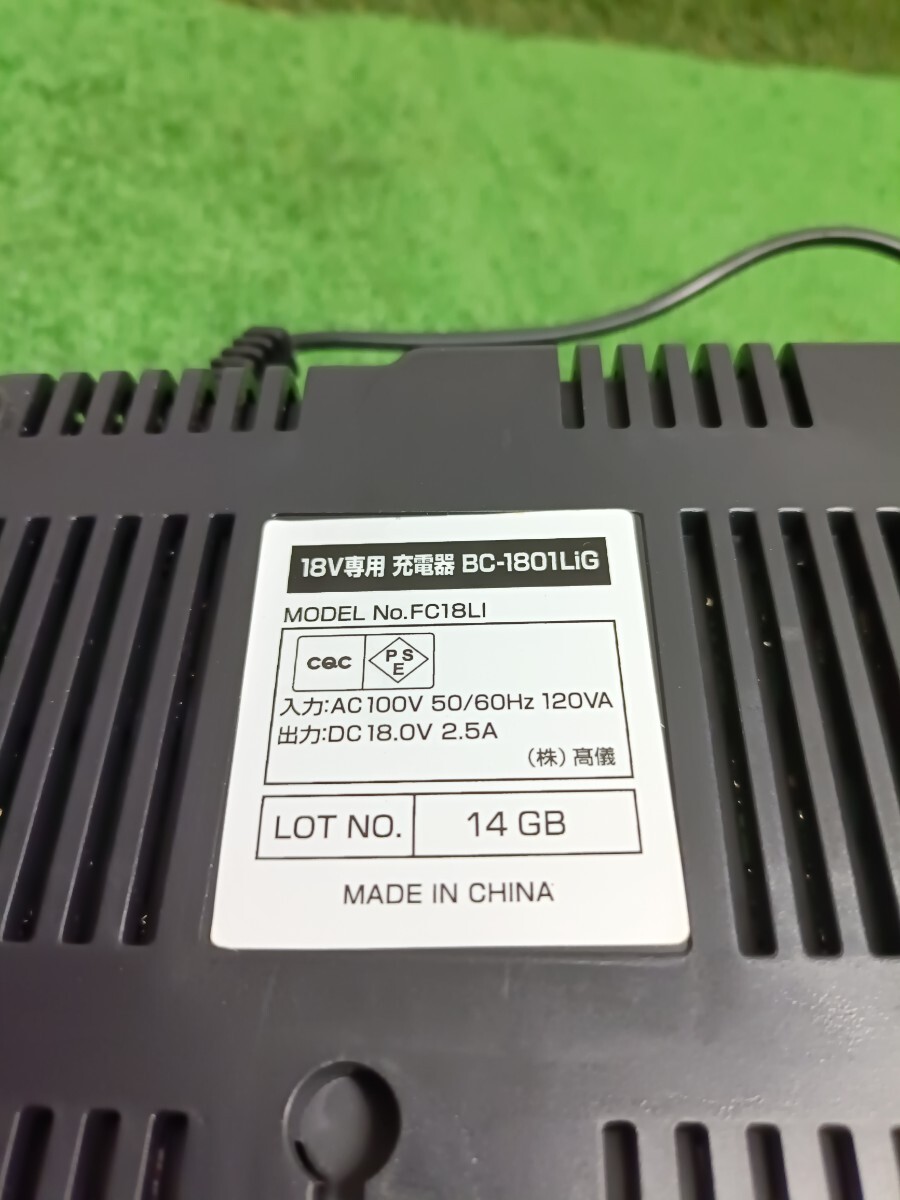 18V専用 充電器 BC-1801LiG
MODEL No.FC18LI
CQC
PSE
入力:AC100V 50/60Hz 120VA
出力:DC18.0V 2.5A
(株)高儀
LOT NO. 14 GB
MADE IN CHINA